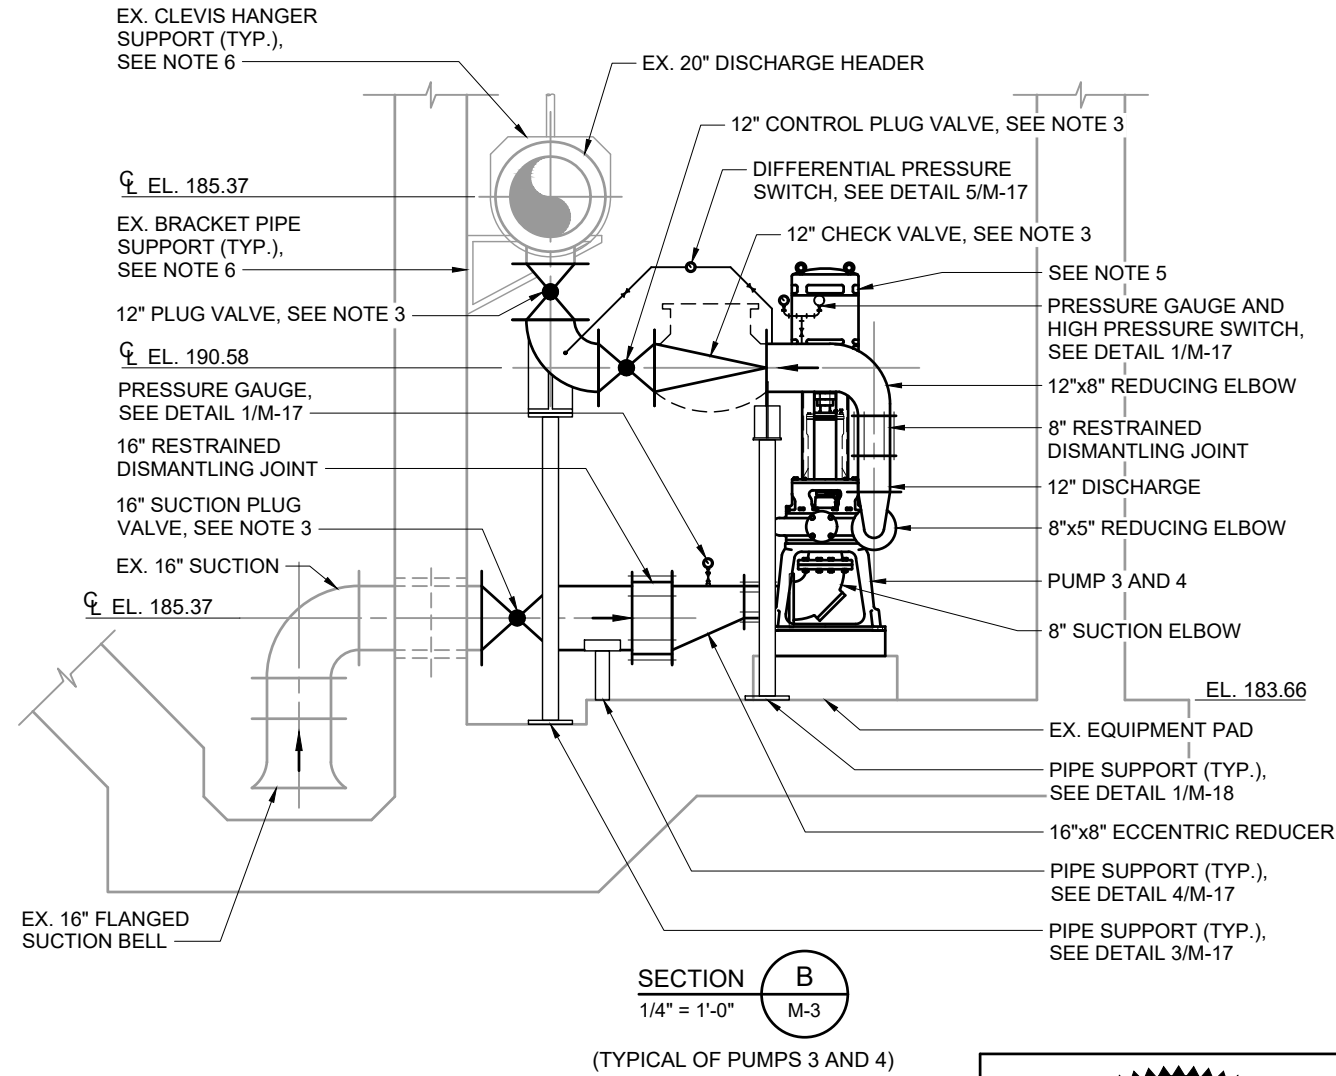 EX. CLEVIS HANGER
SUPPORT (TYP.),
SEE NOTE 6
EX. 20" DISCHARGE HEADER
12" CONTROL PLUG VALVE, SEE NOTE 3
DIFFERENTIAL PRESSURE
SWITCH, SEE DETAIL 5/M-17
℄ EL. 185.37
EX. BRACKET PIPE
SUPPORT (TYP.),
SEE NOTE 6
12" CHECK VALVE, SEE NOTE 3
SEE NOTE 5
12" PLUG VALVE, SEE NOTE 3
PRESSURE GAUGE AND
HIGH PRESSURE SWITCH,
SEE DETAIL 1/M-17
℄ EL. 190.58
12"x8" REDUCING ELBOW
PRESSURE GAUGE,
SEE DETAIL 1/M-17
8" RESTRAINED
DISMANTLING JOINT
16" RESTRAINED
DISMANTLING JOINT
12" DISCHARGE
16" SUCTION PLUG
VALVE, SEE NOTE 3
8"x5" REDUCING ELBOW
EX. 16" SUCTION
PUMP 3 AND 4
℄ EL. 185.37
8" SUCTION ELBOW
EL. 183.66
EX. EQUIPMENT PAD
PIPE SUPPORT (TYP.),
SEE DETAIL 1/M-18
16"x8" ECCENTRIC REDUCER
PIPE SUPPORT (TYP.),
SEE DETAIL 4/M-17
EX. 16" FLANGED
SUCTION BELL
PIPE SUPPORT (TYP.),
SEE DETAIL 3/M-17
SECTION B
1/4" = 1'-0" M-3
(TYPICAL OF PUMPS 3 AND 4)